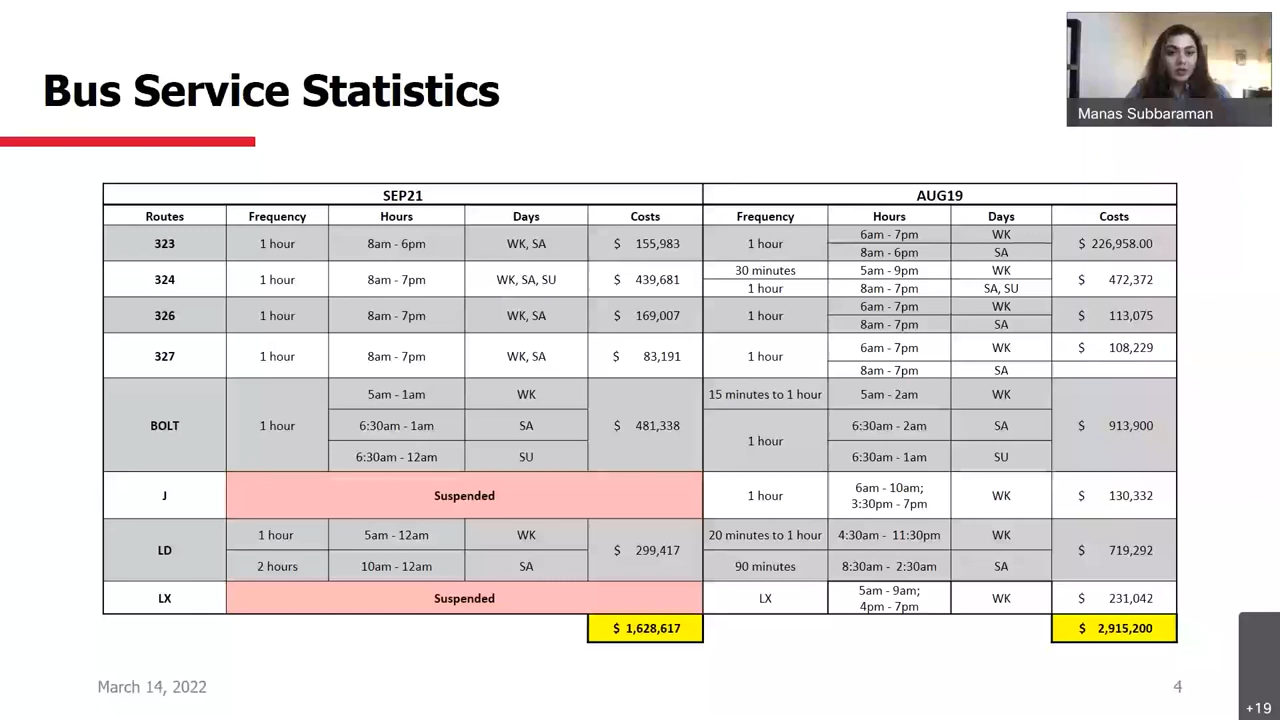 Bus Service Statistics
Manas Subbaraman
SEP21 AUG19
Routes Frequency Hours Days Costs Frequency Hours Days Costs
323 1 hour 8am - 6pm WK, SA $ 155,983 1 hour 6am - 7pm WK $ 226,958.00
8am - 6pm SA
324 1 hour 8am - 7pm WK, SA, SU $ 439,681 30 minutes 5am - 9pm WK $ 472,372
1 hour 8am - 7pm SA, SU
326 1 hour 8am - 7pm WK, SA $ 169,007 1 hour 6am - 7pm WK $ 113,075
8am - 7pm SA
327 1 hour 8am - 7pm WK, SA $ 83,191 1 hour 6am - 7pm WK $ 108,229
8am - 7pm SA
BOLT 1 hour 5am - 1am WK $ 481,338 15 minutes to 1 hour 5am - 2am WK $ 913,900
6:30am - 1am SA 1 hour 6:30am - 2am SA
6:30am - 12am SU 6:30am - 1am SU
J Suspended 1 hour 6am - 10am; WK $ 130,332
3:30pm - 7pm
LD 1 hour 5am - 12am WK $ 299,417 20 minutes to 1 hour 4:30am - 11:30pm WK $ 719,292
2 hours 10am - 12am SA 90 minutes 8:30am - 2:30am SA
LX Suspended LX 5am - 9am; WK $ 231,042
4pm - 7pm
$ 1,628,617 $ 2,915,200
March 14, 2022 4
+19